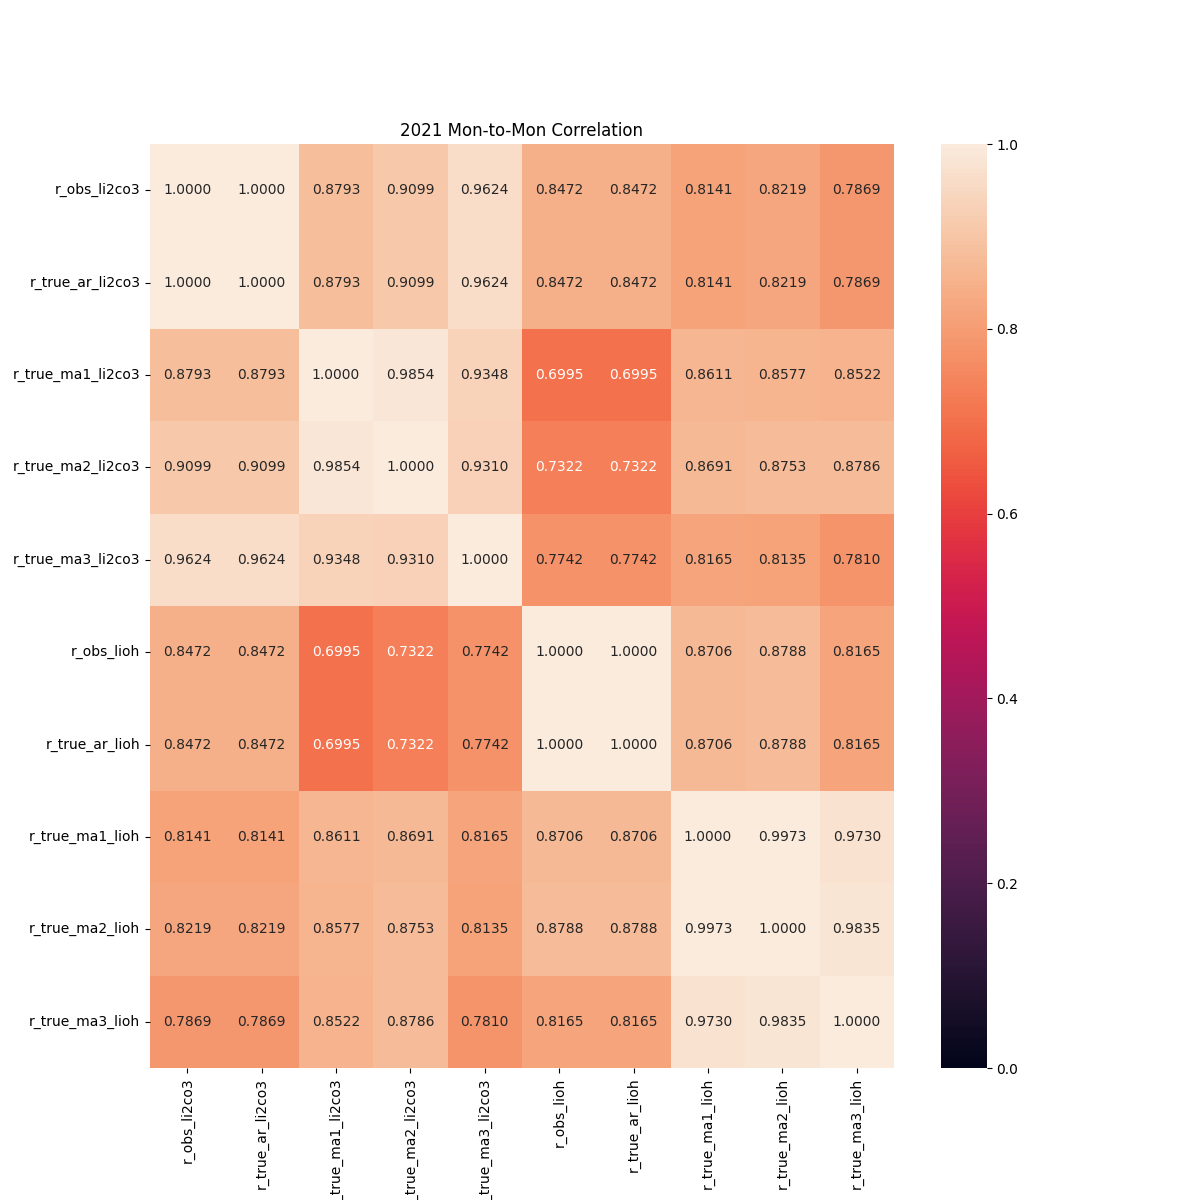 2021 Mon-to-Mon Correlation
r_obs_li2co3 1.0000 1.0000 0.8793 0.9099 0.9624 0.8472 0.8472 0.8141 0.8219 0.7869
r_true_ar_li2co3 1.0000 1.0000 0.8793 0.9099 0.9624 0.8472 0.8472 0.8141 0.8219 0.7869
r_true_ma1_li2co3 0.8793 0.8793 1.0000 0.9854 0.9348 0.6995 0.6995 0.8611 0.8577 0.8522
r_true_ma2_li2co3 0.9099 0.9099 0.9854 1.0000 0.9310 0.7322 0.7322 0.8691 0.8753 0.8786
r_true_ma3_li2co3 0.9624 0.9624 0.9348 0.9310 1.0000 0.7742 0.7742 0.8165 0.8135 0.7810
r_obs_lioh 0.8472 0.8472 0.6995 0.7322 0.7742 1.0000 1.0000 0.8706 0.8788 0.8165
r_true_ar_lioh 0.8472 0.8472 0.6995 0.7322 0.7742 1.0000 1.0000 0.8706 0.8788 0.8165
r_true_ma1_lioh 0.8141 0.8141 0.8611 0.8691 0.8165 0.8706 0.8706 1.0000 0.9973 0.9730
r_true_ma2_lioh 0.8219 0.8219 0.8577 0.8753 0.8135 0.8788 0.8788 0.9973 1.0000 0.9835
r_true_ma3_lioh 0.7869 0.7869 0.8522 0.8786 0.7810 0.8165 0.8165 0.9730 0.9835 1.0000
r_obs_li2co3
r_true_ar_li2co3
_true_ma1_li2co3
_true_ma2_li2co3
_true_ma3_li2co3
r_obs_lioh
r_true_ar_lioh
r_true_ma1_lioh
r_true_ma2_lioh
r_true_ma3_lioh
1.0
0.8
0.6
0.4
0.2
0.0